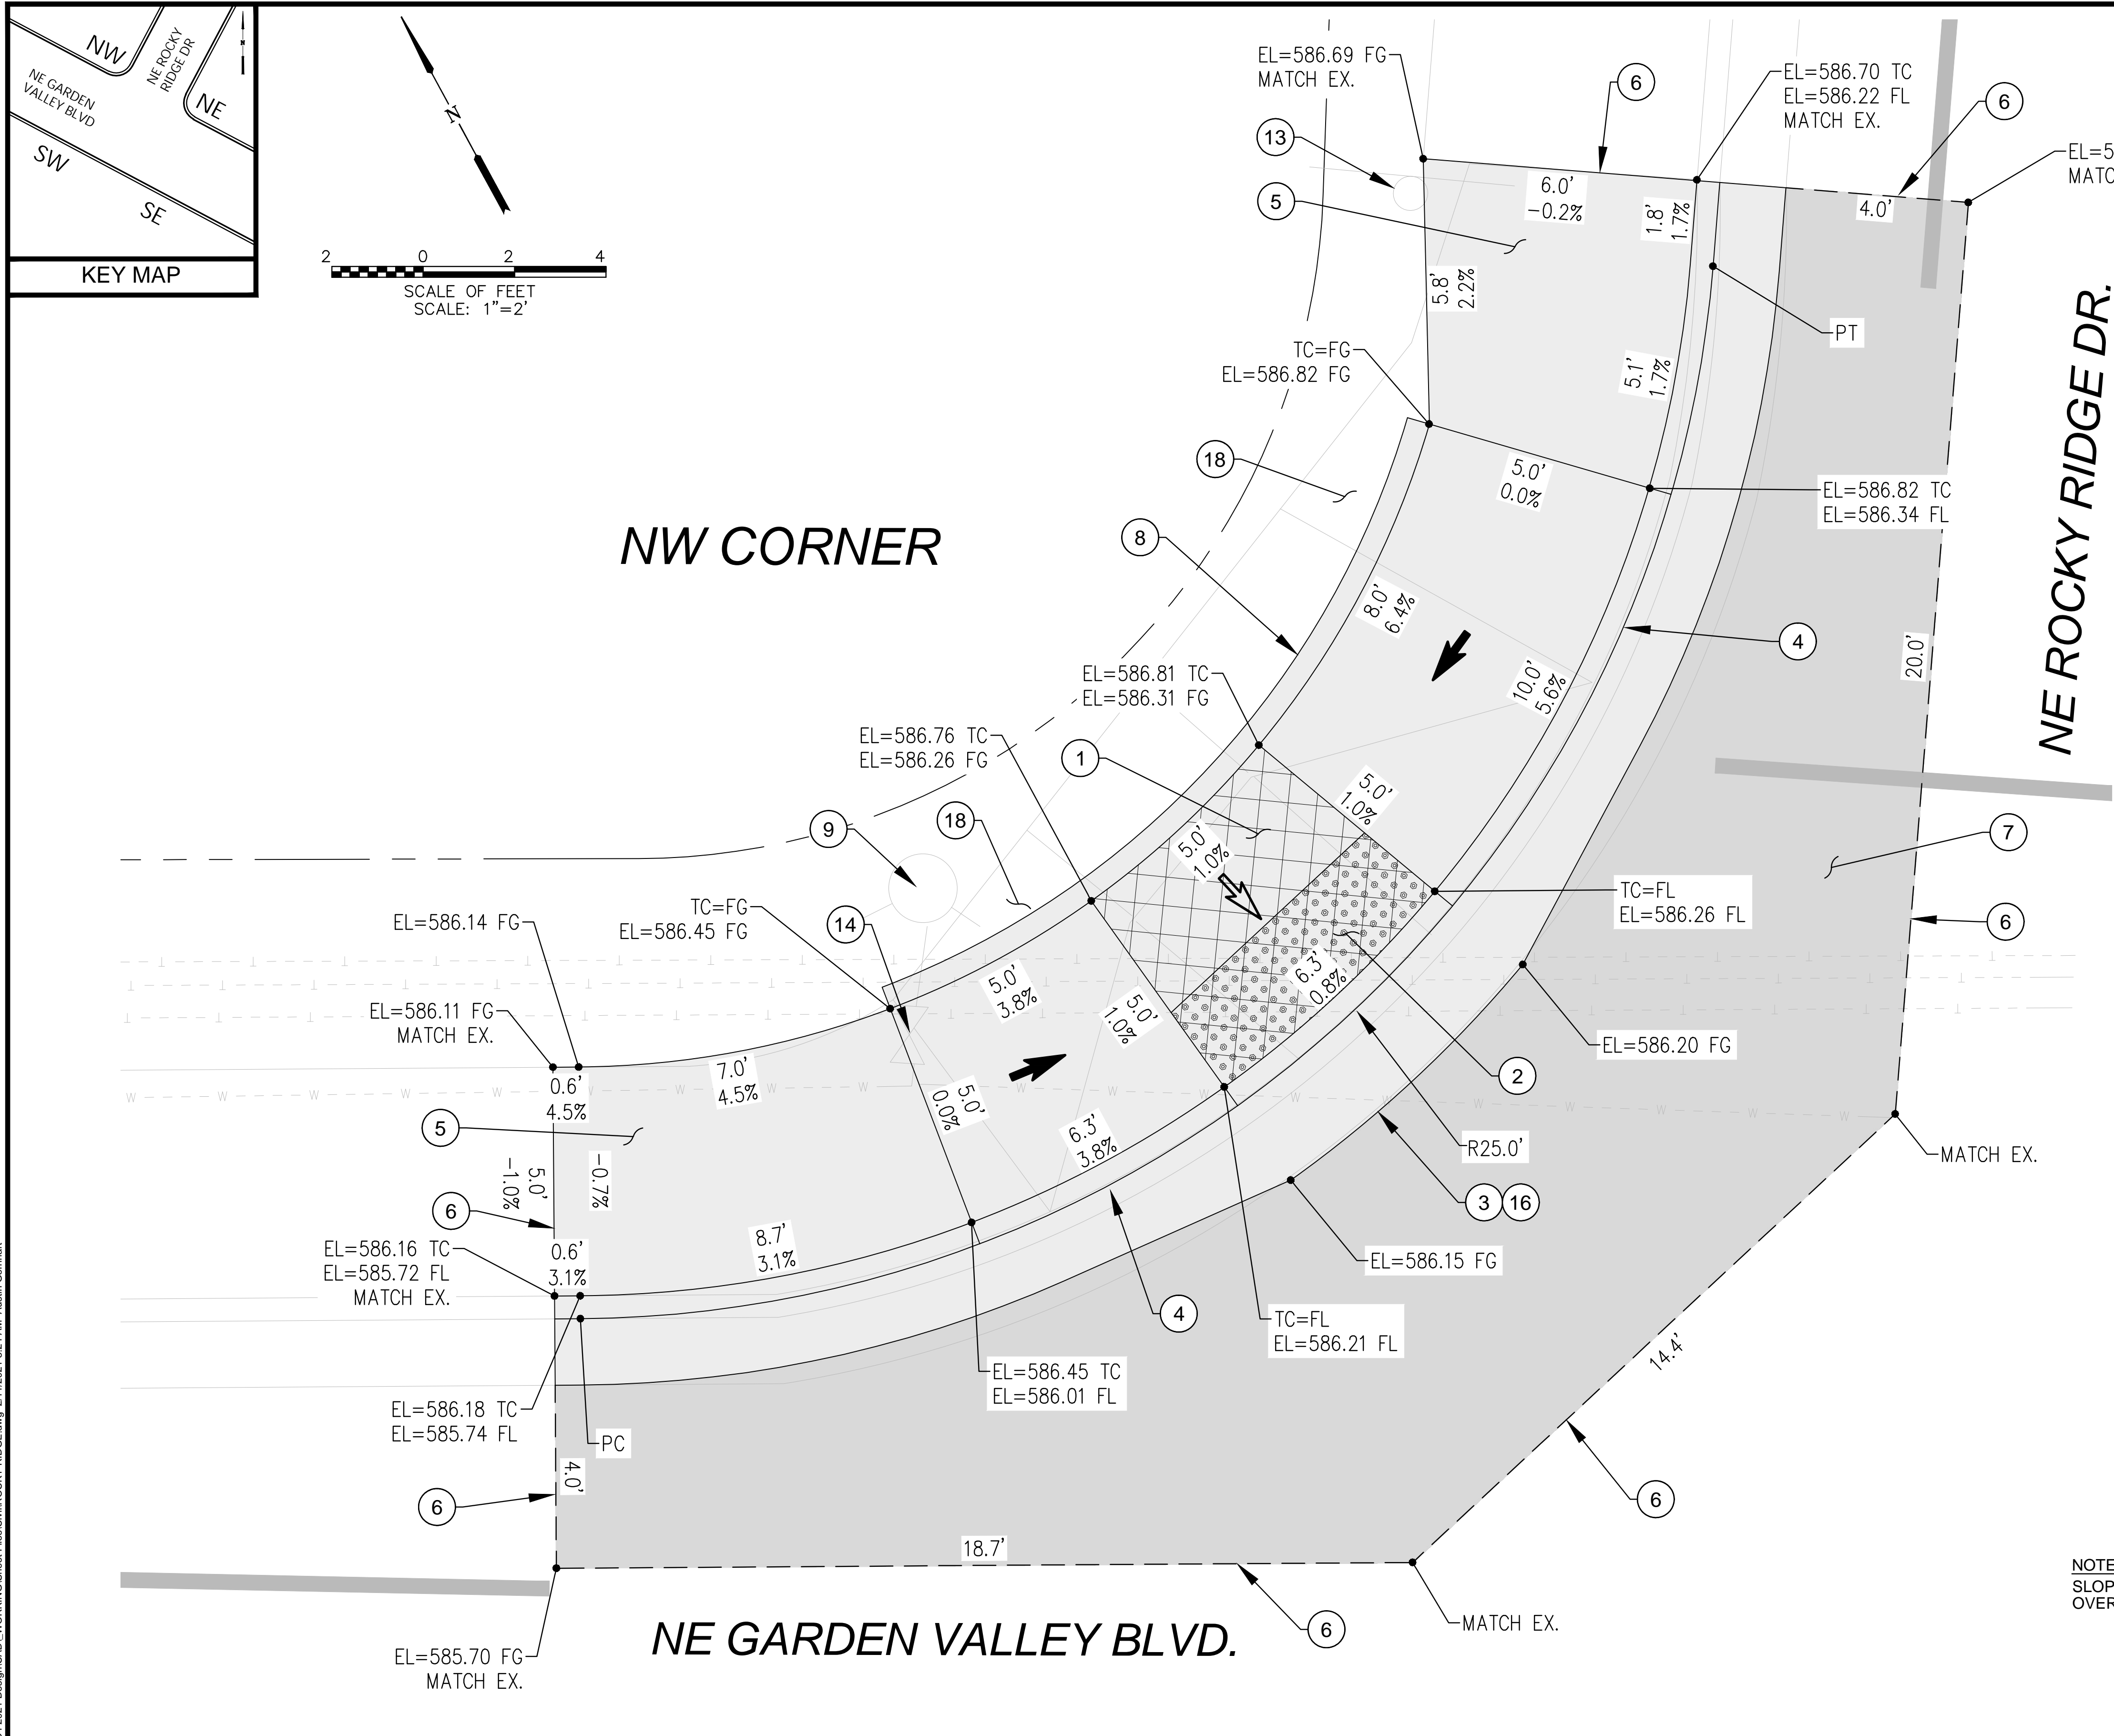 NW
NE ROCKY
RIDGE DR
NE GARDEN
VALLEY BLVD
NE
SW
SE
KEY MAP
N
2 0 2 4
SCALE OF FEET
SCALE: 1"=2'
EL=586.69 FG
MATCH EX.
6
EL=586.70 TC
EL=586.22 FL
MATCH EX.
6
EL=5
MATC
13
5
6.0'
-0.2%
1.8'
1.7%
4.0'
5.8'
2.2%
PT
TC=FG
EL=586.82 FG
5.1'
1.7%
NE ROCKY RIDGE DR.
18
5.0'
0.0%
EL=586.82 TC
EL=586.34 FL
NW CORNER
8
8.0'
6.4%
4
20.0'
10.0'
5.6%
EL=586.81 TC
EL=586.31 FG
EL=586.76 TC
EL=586.26 FG
1
5.0'
1.0%
5.0'
1.0%
9
18
7
TC=FL
EL=586.26 FL
TC=FG
EL=586.45 FG
14
EL=586.14 FG
6
5.0'
3.8%
5.0'
1.0%
6.3'
0.8%
EL=586.11 FG
MATCH EX.
EL=586.20 FG
0.6'
4.5%
7.0'
4.5%
2
W W W W W W W W W W W W
5.0'
0.0%
5
6.3'
3.8%
R25.0'
MATCH EX.
5.0'
-1.0%
-0.7%
6
3 16
0.6'
3.1%
8.7'
3.1%
EL=586.16 TC
EL=585.72 FL
MATCH EX.
EL=586.15 FG
4
TC=FL
EL=586.21 FL
14.4'
EL=586.45 TC
EL=586.01 FL
EL=586.18 TC
EL=585.74 FL
PC
4.0'
6
6
18.7'
NOTE
SLOP
OVER
NE GARDEN VALLEY BLVD.
6
MATCH EX.
EL=585.70 FG
MATCH EX.